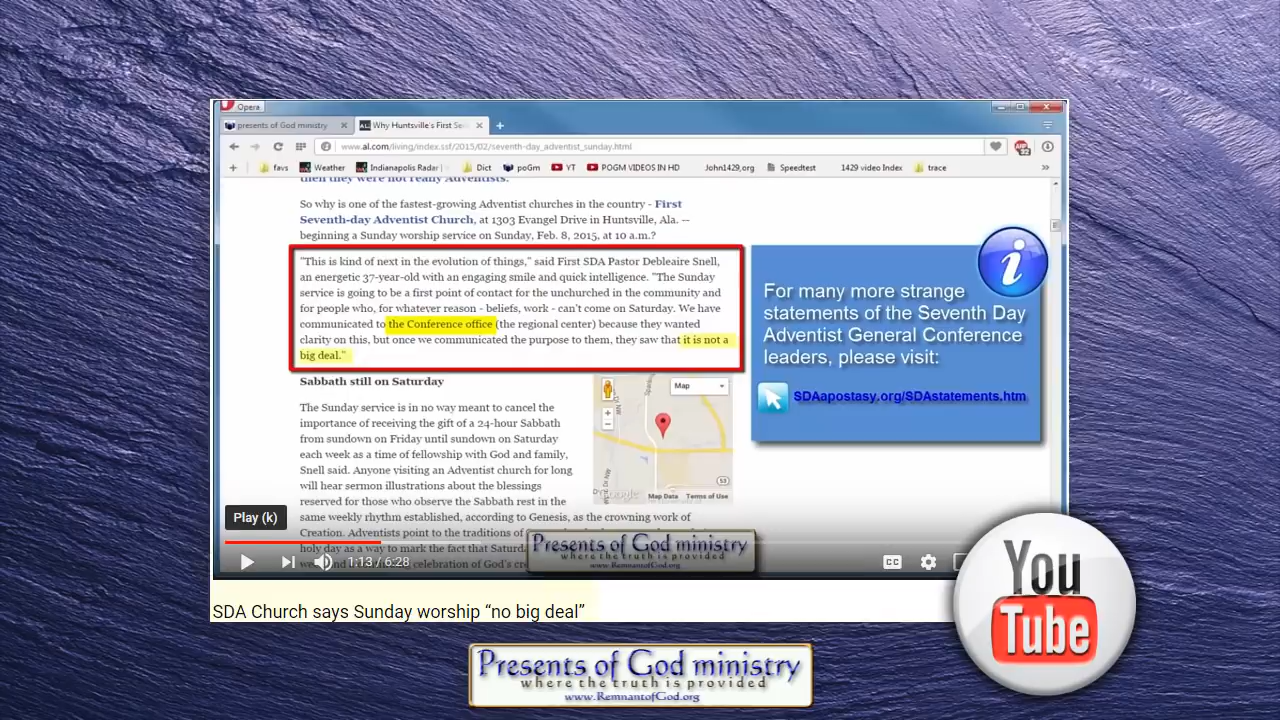 Opera
presents of God ministry
Why Huntsville's First Sev
www.al.com/living/index.ssf/2015/02/seventh-day_adventist_sunday.html
favs Weather Indianapolis Radar Dict poGm YT POGM VIDEOS IN HD John1429,org Speedtest 1429 video Index trace
then they were not really Adventists.
So why is one of the fastest-growing Adventist churches in the country - First
Seventh-day Adventist Church, at 1303 Evangel Drive in Huntsville, Ala. --
beginning a Sunday worship service on Sunday, Feb. 8, 2015, at 10 a.m.?
"This is kind of next in the evolution of things," said First SDA Pastor Debleaire Snell,
an energetic 37-year-old with an engaging smile and quick intelligence. "The Sunday
service is going to be a first point of contact for the unchurched in the community and
for people who, for whatever reason - beliefs, work - can't come on Saturday. We have
communicated to the Conference office (the regional center) because they wanted
clarity on this, but once we communicated the purpose to them, they saw that it is not a
big deal."
For many more strange
statements of the Seventh Day
Adventist General Conference
leaders, please visit:
SDAapostasy.org/SDAstatements.htm
Sabbath still on Saturday
The Sunday service is in no way meant to cancel the
importance of receiving the gift of a 24-hour Sabbath
from sundown on Friday until sundown on Saturday
each week as a time of fellowship with God and family,
Snell said. Anyone visiting an Adventist church for long
will hear sermon illustrations about the blessings
reserved for those who observe the Sabbath rest in the
same weekly rhythm established, according to Genesis, as the crowning work of
Creation. Adventists point to the traditions of
holy day as a way to mark the fact that
celebration of God's
Map
53
Map Data Terms of Use
Play (k)
1:13 / 6:28
CC
Presents of God ministry
where the truth is provided
www.RemnantofGod.org
SDA Church says Sunday worship “no big deal”
You
Tube
Presents of God ministry
where the truth is provided
www.RemnantofGod.org